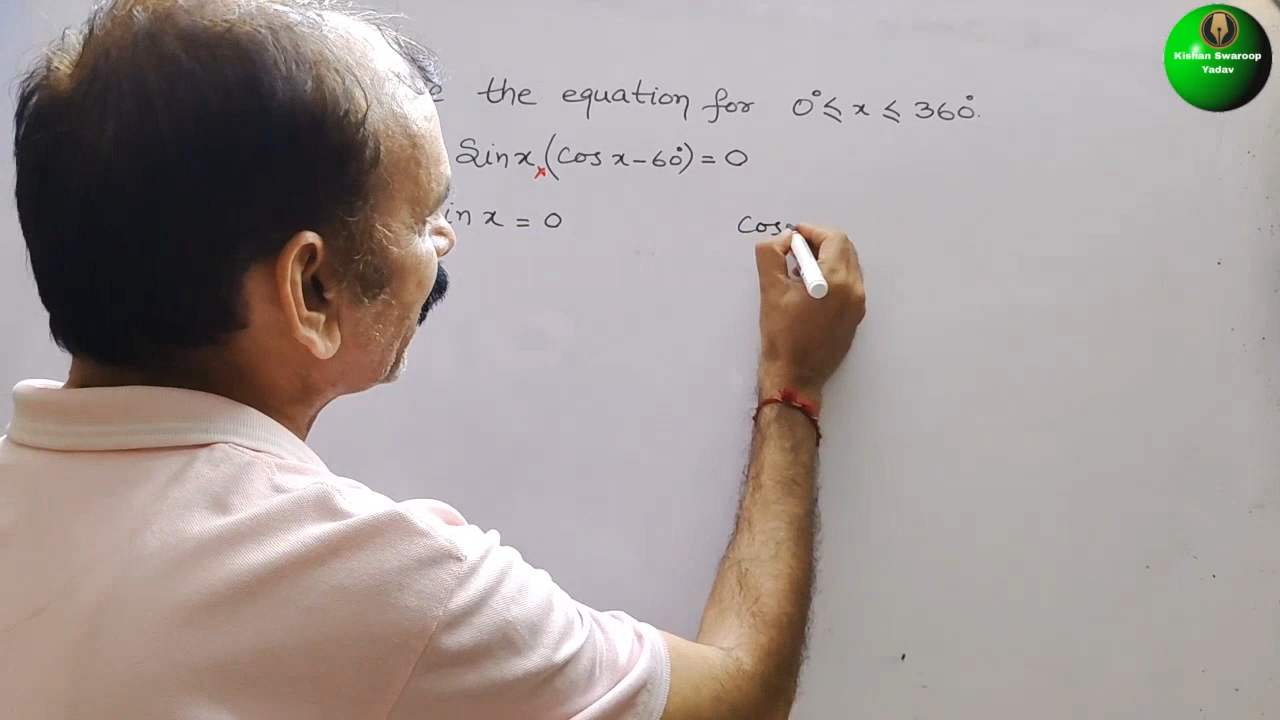 the equation for 0° ≤ x ≤ 360°.
Sin x × (Cos x - 60°) = 0
in x = 0 Cos
Kishan Swaroop
Yadav